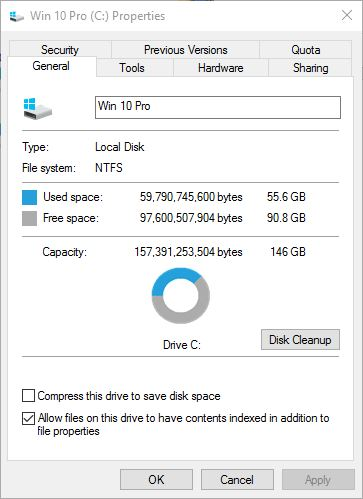 Win 10 Pro (C:) Properties
Security Previous Versions Quota
General Tools Hardware Sharing
Win 10 Pro
Type: Local Disk
File system: NTFS
Used space: 59,790,745,600 bytes 55.6 GB
Free space: 97,600,507,904 bytes 90.8 GB
Capacity: 157,391,253,504 bytes 146 GB
Drive C: Disk Cleanup
Compress this drive to save disk space
Allow files on this drive to have contents indexed in addition to
file properties
OK Cancel Apply